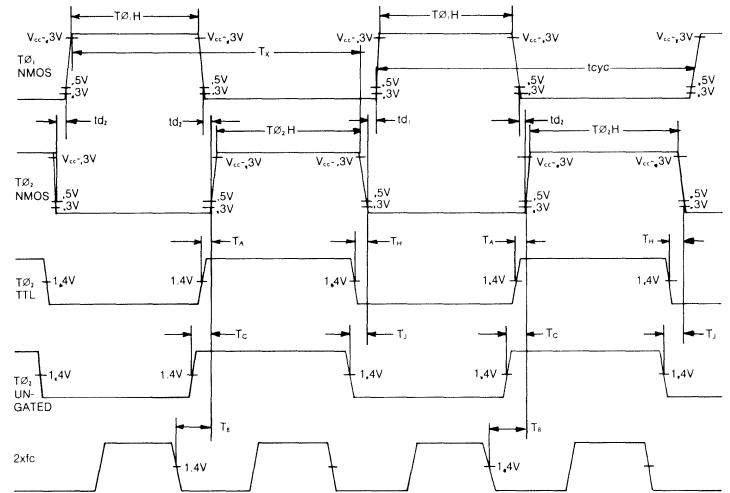 TØ₁H TØ₁H
Vcc-.3V Vcc-.3V Tx Vcc-.3V Vcc-.3V Vcc-.3V
TØ₁
NMOS
tcyc
.5V .5V .5V .5V .5V
.3V .3V .3V .3V .3V
td₂ td₂ TØ₂H td₁ td₂ TØ₂H
Vcc-.3V Vcc-.3V Vcc-.3V Vcc-.3V Vcc-.3V
TØ₂
NMOS
.5V .5V .5V .5V .5V
.3V .3V .3V .3V .3V
TA TH TA TH
TØ₂
TTL
1.4V 1.4V 1.4V 1.4V 1.4V
TC TJ TC TJ
TØ₂
UN-
GATED
1.4V 1.4V 1.4V 1.4V 1.4V
TB TB
2xfc
1.4V 1.4V